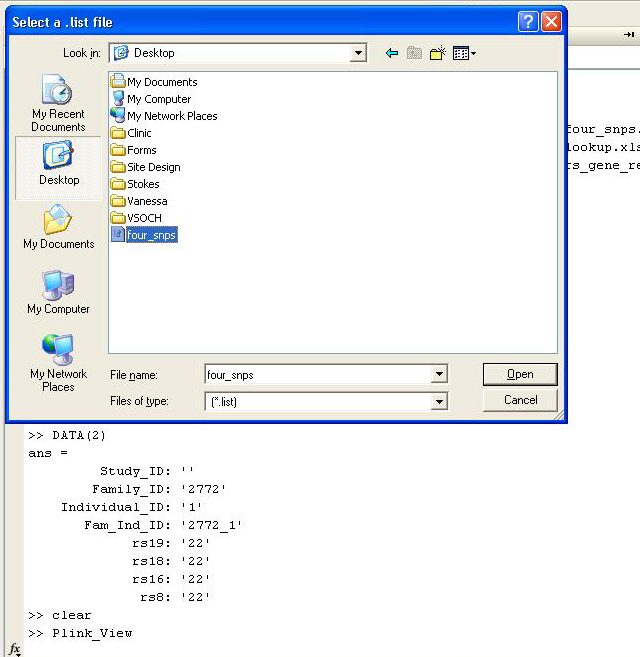 Select a .list file
Look in: Desktop
My Recent Documents
Desktop
My Documents
My Computer
My Network Places
My Documents
My Computer
My Network Places
Clinic
Forms
Site Design
Stokes
Vanessa
VSOCH
four_snps
File name: four_snps Open
Files of type: (*.list) Cancel
four_snps.
lookup.xls
rs_gene_re
>> DATA(2)
ans =
Study_ID: ''
Family_ID: '2772'
Individual_ID: '1'
Fam_Ind_ID: '2772_1'
rs19: '22'
rs18: '22'
rs16: '22'
rs8: '22'
>> clear
>> Plink_View
fx